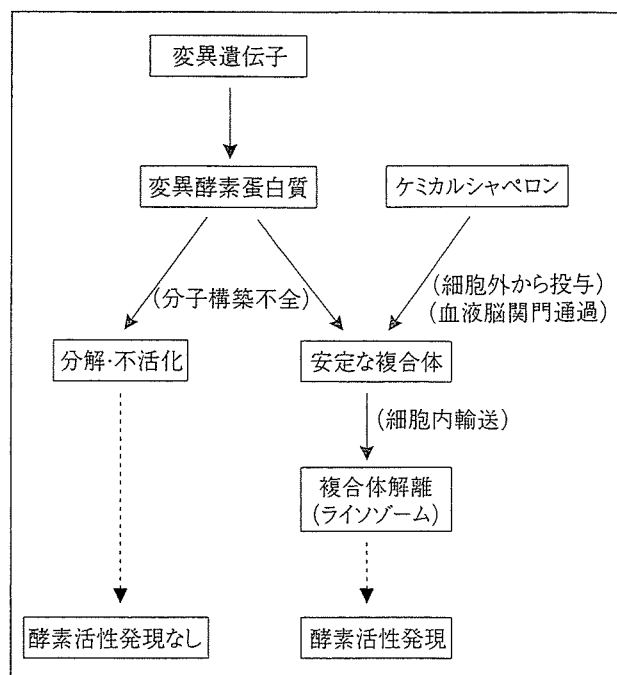 変異遺伝子
変異酵素蛋白質
ケミカルシャペロン
(分子構築不全)
(細胞外から投与)
(血液脳関門通過)
分解・不活化
安定な複合体
(細胞内輸送)
複合体解離
(ライソゾーム)
酵素活性発現なし
酵素活性発現